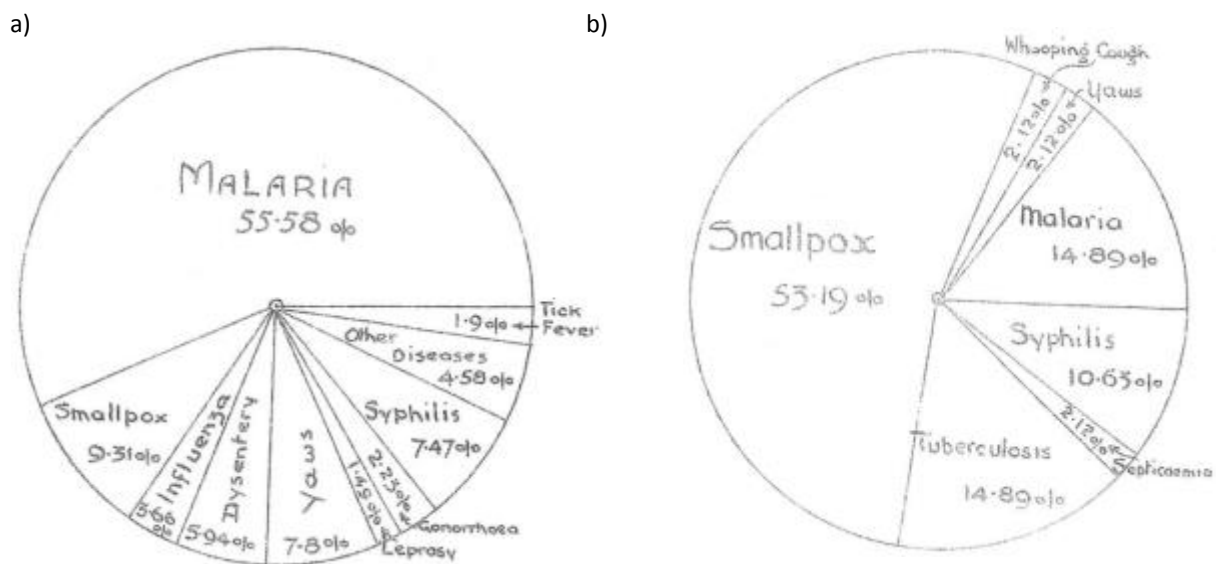 a)
MALARIA
55·58 %
Tick
Fever
1·9%
Other
Diseases
4·58%
Syphilis
7·47%
2·23%
Gonorrhoea
1·49%
Leprosy
Yaws
7·8%
Dysentery
5·94%
Influenza
3·66
%
Smallpox
9·31%
b)
Whooping Cough
2·12%
Yaws
2·12%
Malaria
14·89%
Syphilis
10·63%
2·12%
Septicaemia
Tuberculosis
14·89%
Smallpox
53·19%